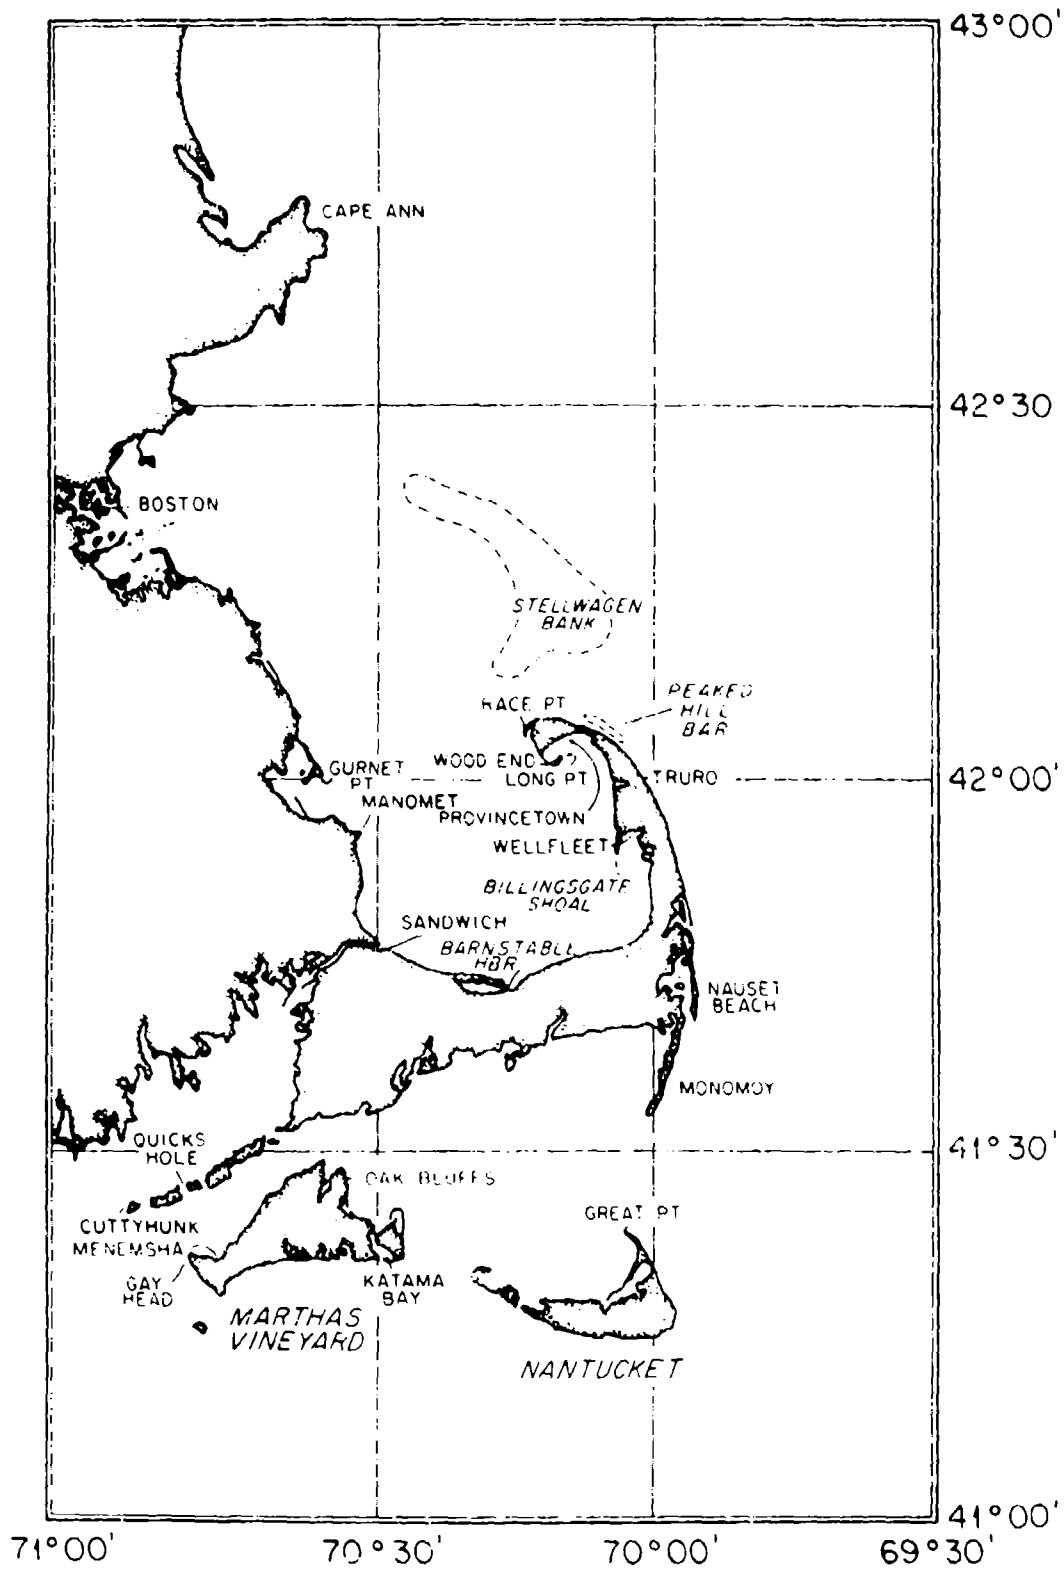 43°00'
CAPE ANN
42°30
BOSTON
STELLWAGEN
BANK
RACE PT
PEAKED
HILL
BAR
WOOD END
LONG PT
GURNET
PT
TRURO
42°00'
MANOMET
PROVINCETOWN
WELLFLEET
BILLINGSGATE
SHOAL
SANDWICH
BARNSTABLE
HBR
NAUSET
BEACH
MONOMOY
QUICKS
HOLE
41°30'
OAK BLUFFS
CUTTYHUNK
GREAT PT
MENEMSHA
GAY
HEAD
KATAMA
BAY
MARTHAS
VINEYARD
NANTUCKET
41°00'
71°00'
70°30'
70°00'
69°30'